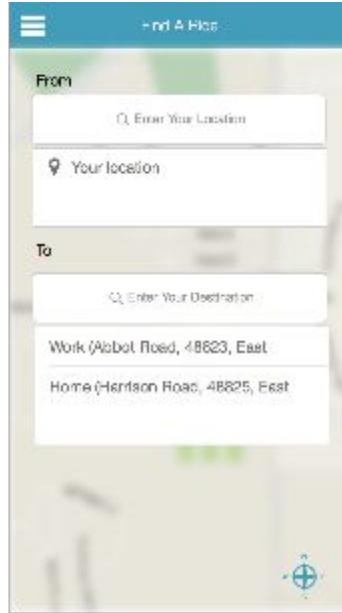 Find A Ride
From
Enter Your Location
Your location
To
Enter Your Destination
Work (Abbot Road, 48823, East
Home (Harrison Road, 48825, East